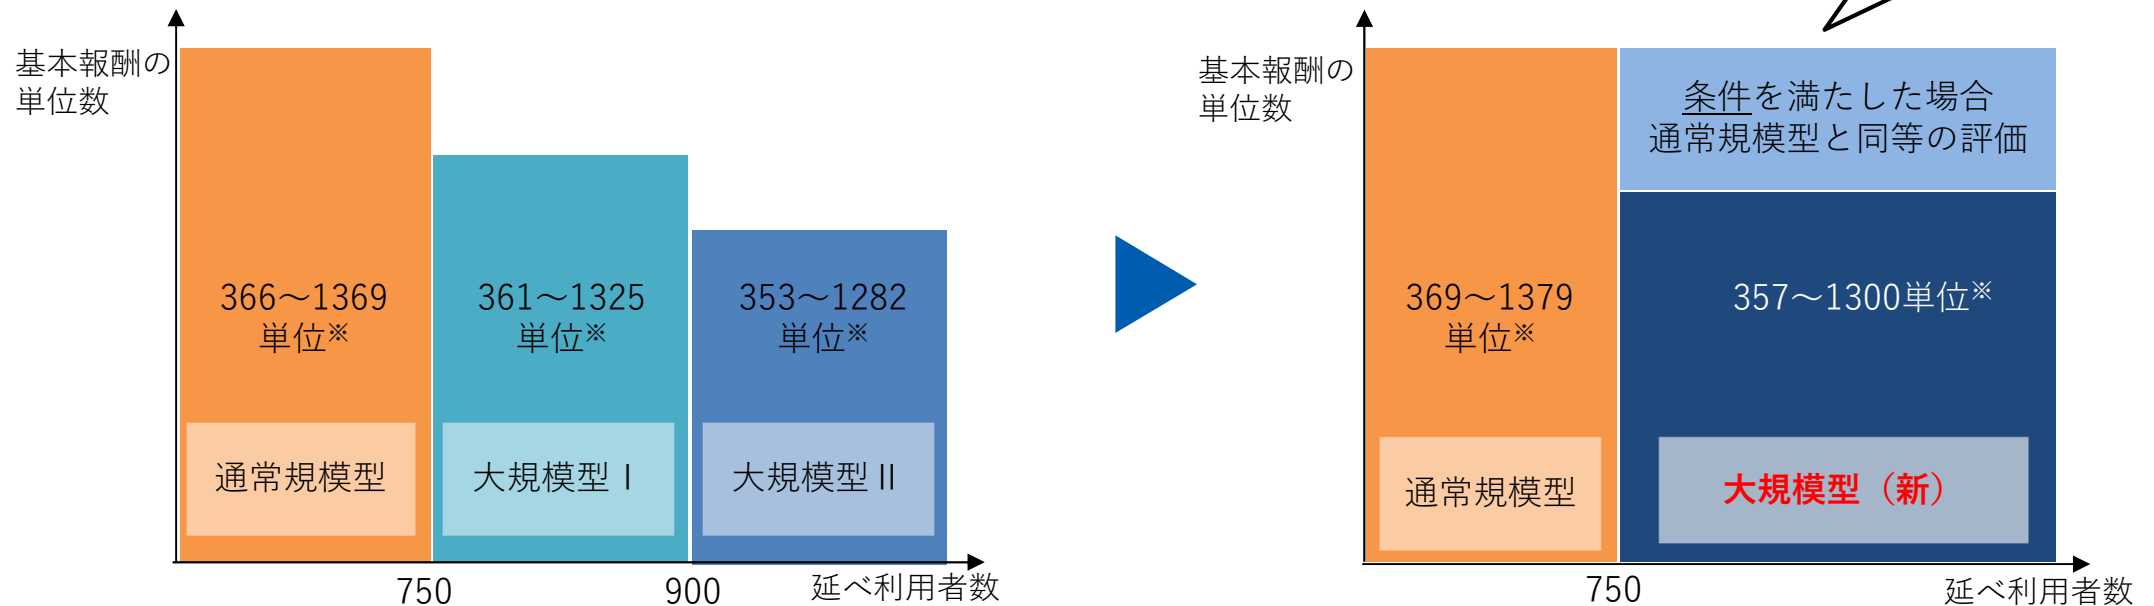 基本報酬の
単位数
366～1369
単位※
361～1325
単位※
353～1282
単位※
通常規模型
大規模型Ⅰ
大規模型Ⅱ
750
900
延べ利用者数
基本報酬の
単位数
条件を満たした場合
通常規模型と同等の評価
369～1379
単位※
357～1300単位※
通常規模型
大規模型（新）
750
延べ利用者数